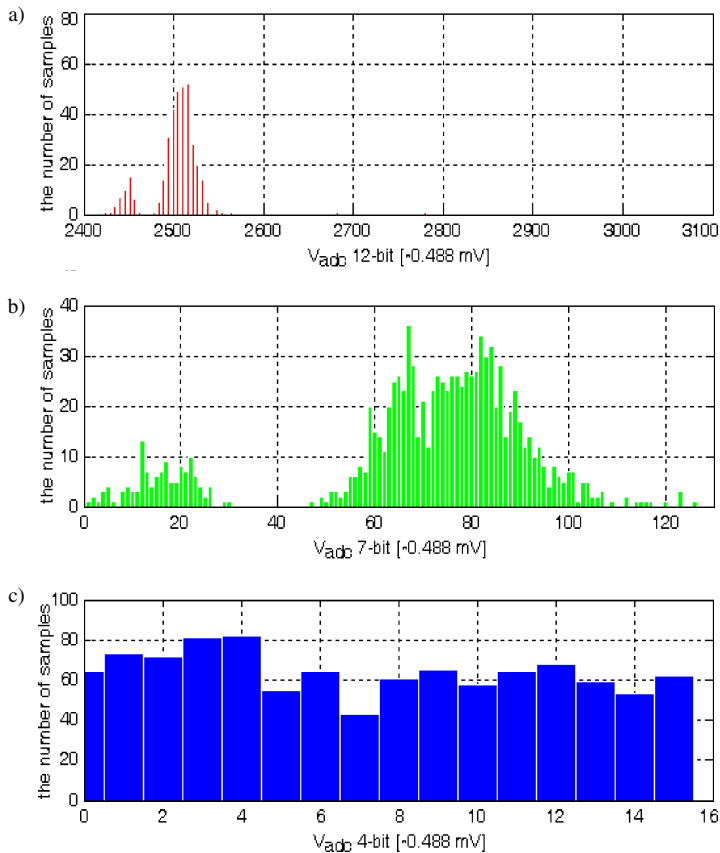 a)
the number of samples
80
60
40
20
0
2400 2500 2600 2700 2800 2900 3000 3100
Vadc 12-bit [·0.488 mV]
b)
the number of samples
40
30
20
10
0
0 20 40 60 80 100 120
Vadc 7-bit [·0.488 mV]
c)
the number of samples
100
80
60
40
20
0
0 2 4 6 8 10 12 14 16
Vadc 4-bit [·0.488 mV]